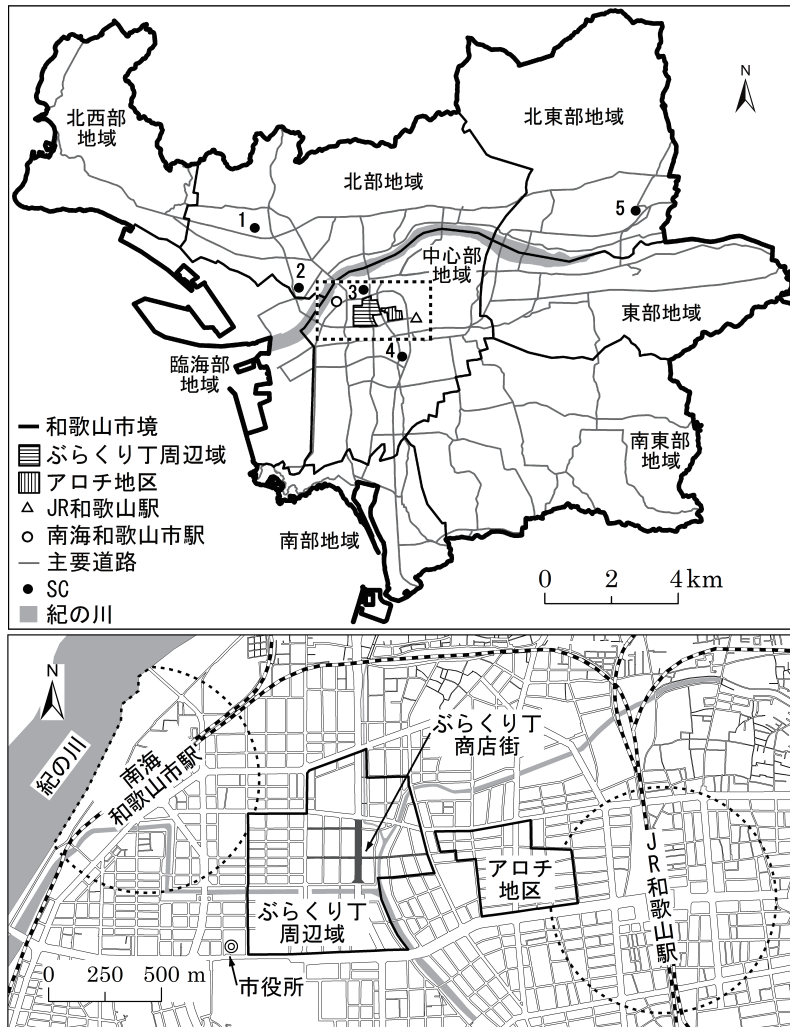 N
北西部
地域
北東部地域
北部地域
1
5
中心部
地域
2
3
東部地域
4
臨海部
地域
南東部
地域
南部地域
和歌山市境
ぶらくり丁周辺域
アロチ地区
JR和歌山駅
南海和歌山市駅
主要道路
SC
紀の川
0 2 4km
N
紀の川
南海
和歌山市駅
ぶらくり丁
商店街
アロチ
地区
JR和歌山駅
ぶらくり丁
周辺域
市役所
0 250 500 m